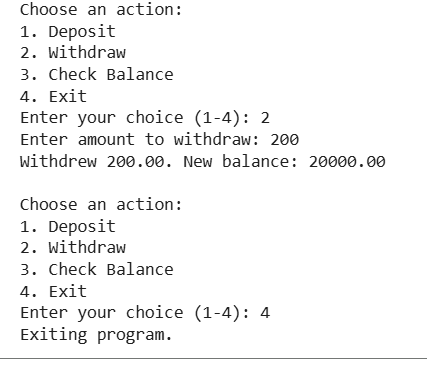 Choose an action:
1. Deposit
2. Withdraw
3. Check Balance
4. Exit
Enter your choice (1-4): 2
Enter amount to withdraw: 200
Withdrew 200.00. New balance: 20000.00

Choose an action:
1. Deposit
2. Withdraw
3. Check Balance
4. Exit
Enter your choice (1-4): 4
Exiting program.